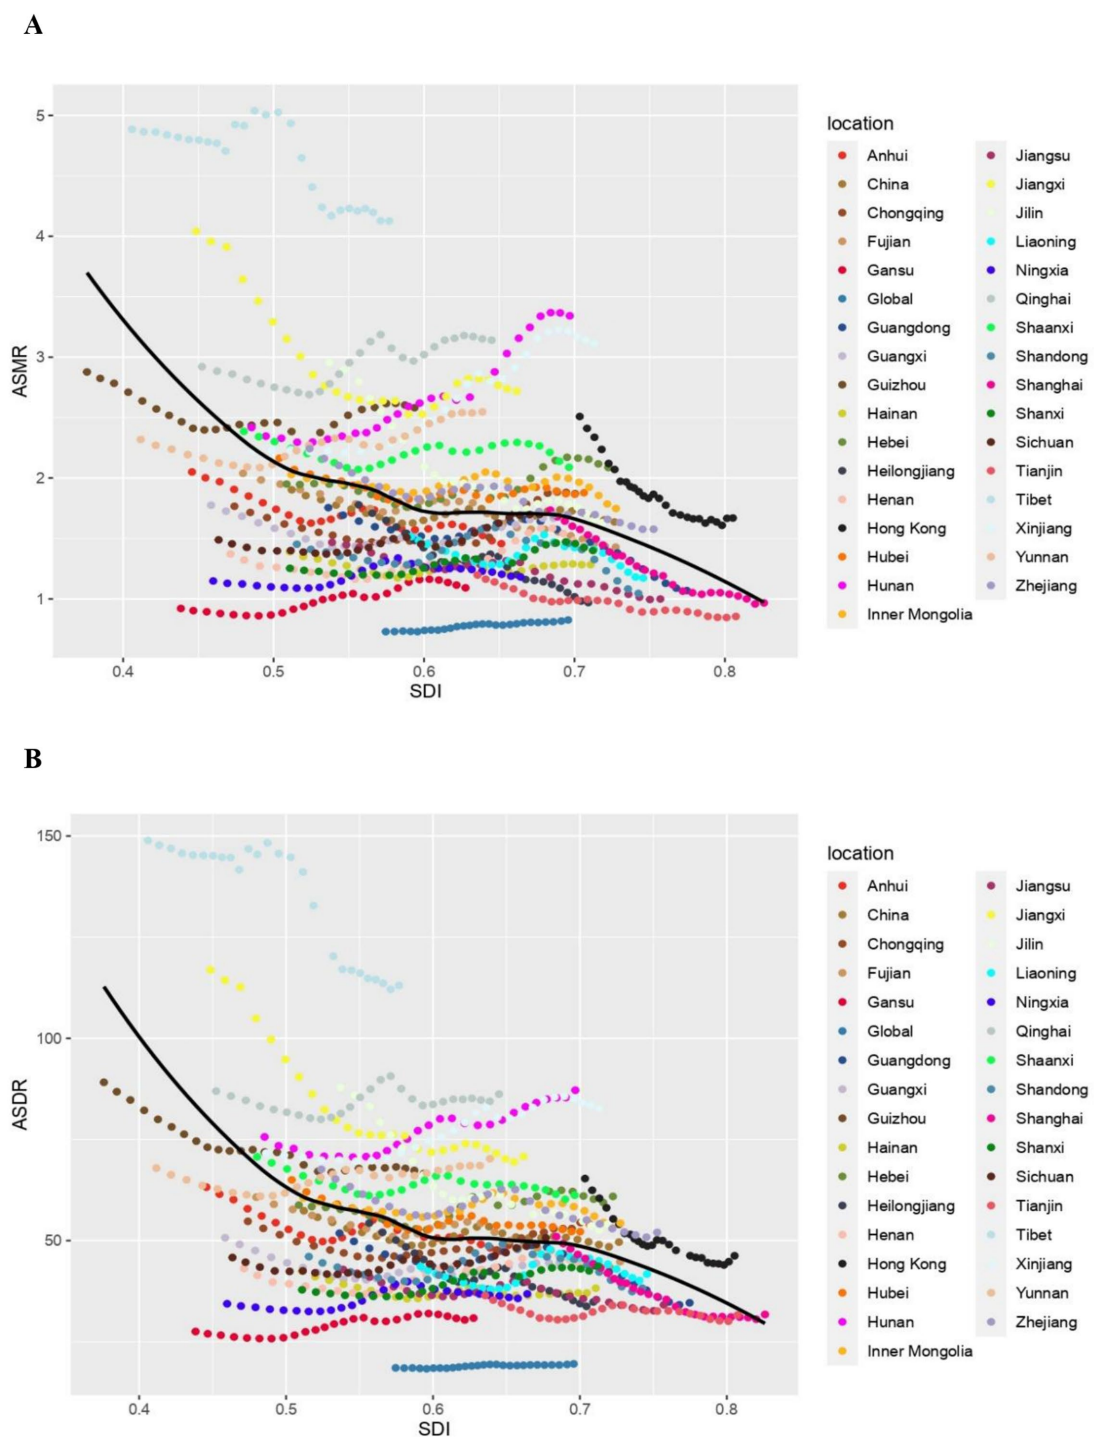 A
ASMR
5
4
3
2
1
0.4 0.5 0.6 0.7 0.8
SDI
location
Anhui Jiangsu
China Jiangxi
Chongqing Jilin
Fujian Liaoning
Gansu Ningxia
Global Qinghai
Guangdong Shaanxi
Guangxi Shandong
Guizhou Shanghai
Hainan Shanxi
Hebei Sichuan
Heilongjiang Tianjin
Henan Tibet
Hong Kong Xinjiang
Hubei Yunnan
Hunan Zhejiang
Inner Mongolia
B
ASDR
150
100
50
0.4 0.5 0.6 0.7 0.8
SDI
location
Anhui Jiangsu
China Jiangxi
Chongqing Jilin
Fujian Liaoning
Gansu Ningxia
Global Qinghai
Guangdong Shaanxi
Guangxi Shandong
Guizhou Shanghai
Hainan Shanxi
Hebei Sichuan
Heilongjiang Tianjin
Henan Tibet
Hong Kong Xinjiang
Hubei Yunnan
Hunan Zhejiang
Inner Mongolia